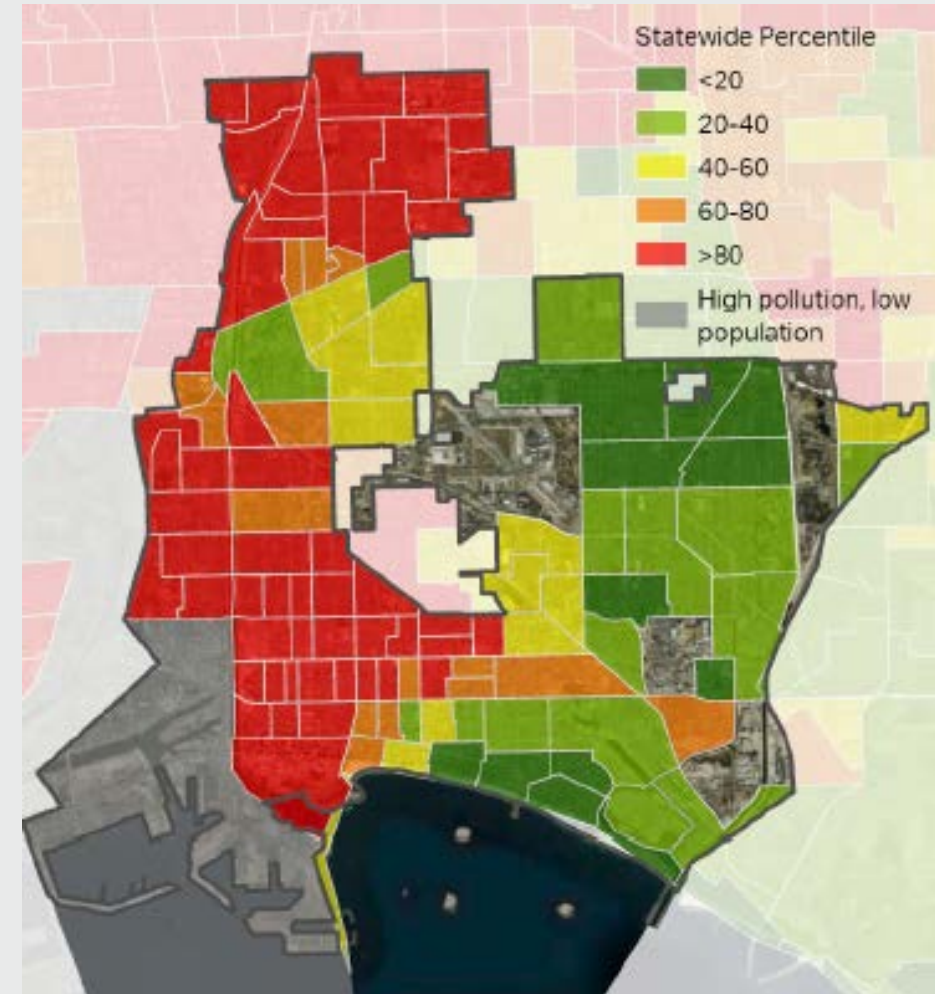 Statewide Percentile
<20
20-40
40-60
60-80
>80
High pollution, low
population